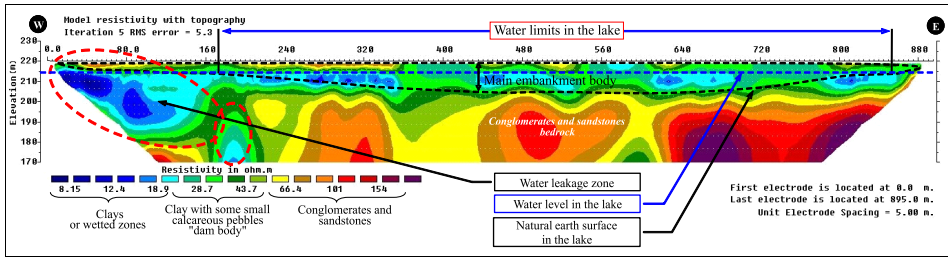 Model resistivity with topography
Iteration 5 RMS error = 5.3
Water limits in the lake
W
E
Elevation(m)
230
220
210
200
190
180
170
0.0
80.0
160
240
320
400
480
560
640
720
800
880
Main embankment body
Conglomerates and sandstones
bedrock
Resistivity in ohm.m
8.15 12.4 18.9 28.7 43.7 66.4 101 154
Clays
or wetted zones
Clay with some small
calcareous pebbles
"dam body"
Conglomerates and
sandstones
Water leakage zone
Water level in the lake
Natural earth surface
in the lake
First electrode is located at 0.0 m.
Last electrode is located at 895.0 m.
Unit Electrode Spacing = 5.00 m.